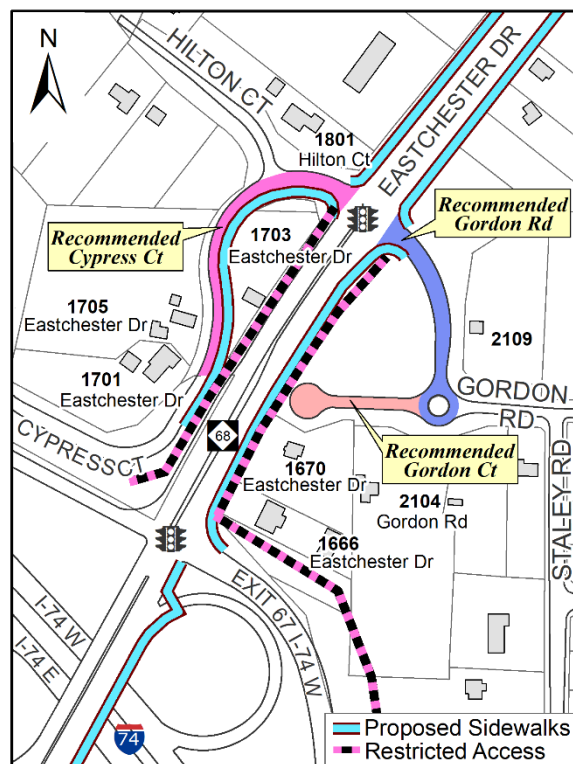 N
HILTON CT
EASTCHESTER DR
1801
Hilton Ct
Recommended
Cypress Ct
Recommended
Gordon Rd
1703
Eastchester Dr
1705
Eastchester Dr
2109
1701
Eastchester Dr
GORDON
RD
CYPRESS CT
68
Recommended
Gordon Ct
1670
Eastchester Dr
2104
Gordon Rd
STALEY RD
1666
Eastchester Dr
EXIT 67 I-74 W
I-74 W
I-74 E
74
Proposed Sidewalks
Restricted Access